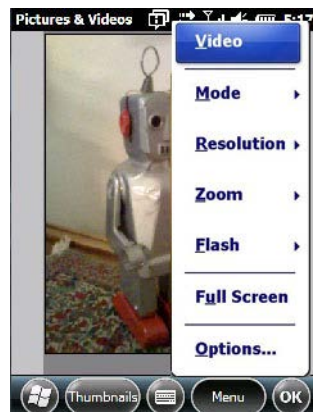 Pictures & Videos
Video
Mode
Resolution
Zoom
Flash
Full Screen
Options...
Thumbnails
Menu
OK